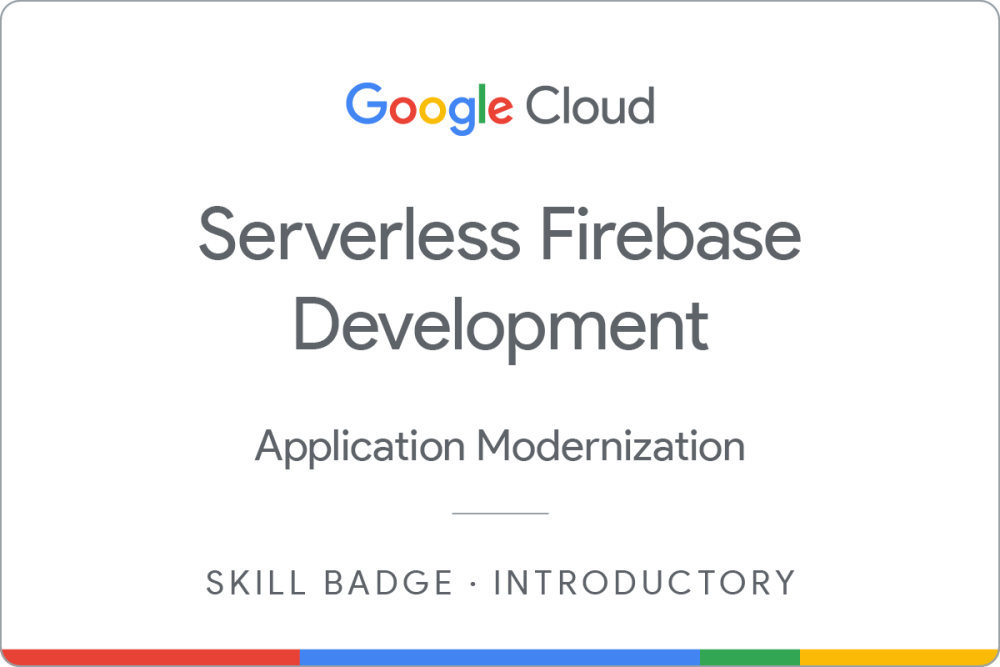 Google Cloud
Serverless Firebase
Development
Application Modernization
SKILL BADGE · INTRODUCTORY